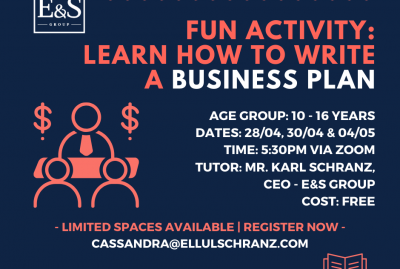 E&S
GROUP
FUN ACTIVITY:
LEARN HOW TO WRITE
A BUSINESS PLAN
AGE GROUP: 10 - 16 YEARS
DATES: 28/04, 30/04 & 04/05
TIME: 5:30PM VIA ZOOM
TUTOR: MR. KARL SCHRANZ,
CEO - E&S GROUP
COST: FREE
$ $
- LIMITED SPACES AVAILABLE | REGISTER NOW -
CASSANDRA@ELLULSCHRANZ.COM